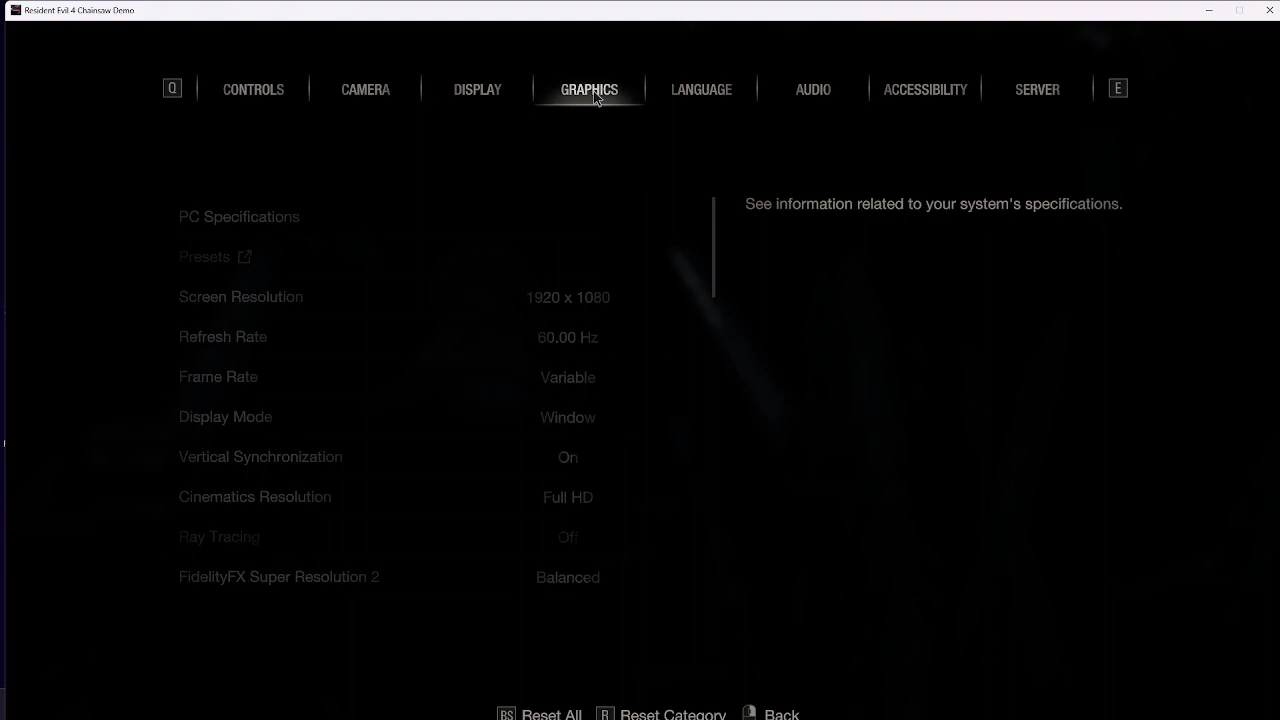 Resident Evil 4 Chainsaw Demo
Q CONTROLS CAMERA DISPLAY GRAPHICS LANGUAGE AUDIO ACCESSIBILITY SERVER E
PC Specifications
See information related to your system's specifications.
Presets
Screen Resolution 1920 x 1080
Refresh Rate 60.00 Hz
Frame Rate Variable
Display Mode Window
Vertical Synchronization On
Cinematics Resolution Full HD
Ray Tracing Off
FidelityFX Super Resolution 2 Balanced
BS Reset All R Reset Category Back